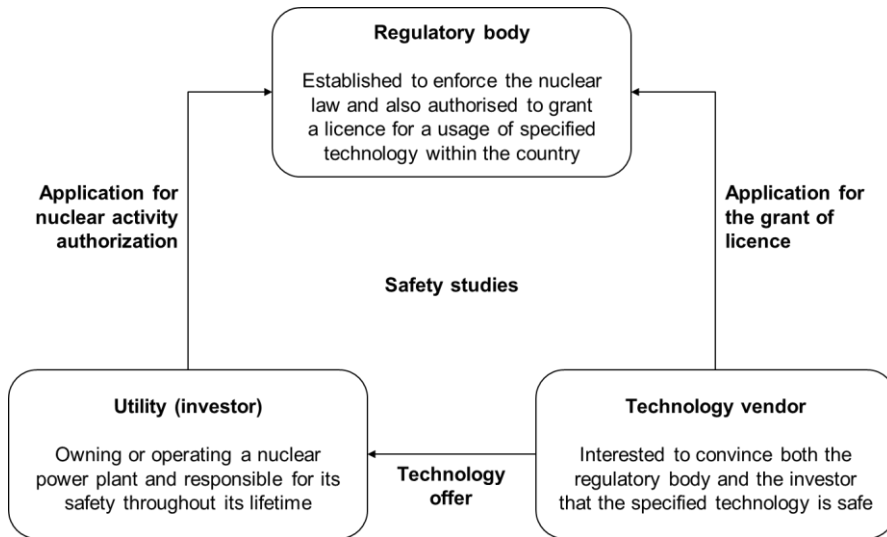 Regulatory body
Established to enforce the nuclear
law and also authorised to grant
a licence for a usage of specified
technology within the country
Application for
nuclear activity
authorization
Application for
the grant of
licence
Safety studies
Utility (investor)
Owning or operating a nuclear
power plant and responsible for its
safety throughout its lifetime
Technology
offer
Technology vendor
Interested to convince both the
regulatory body and the investor
that the specified technology is safe